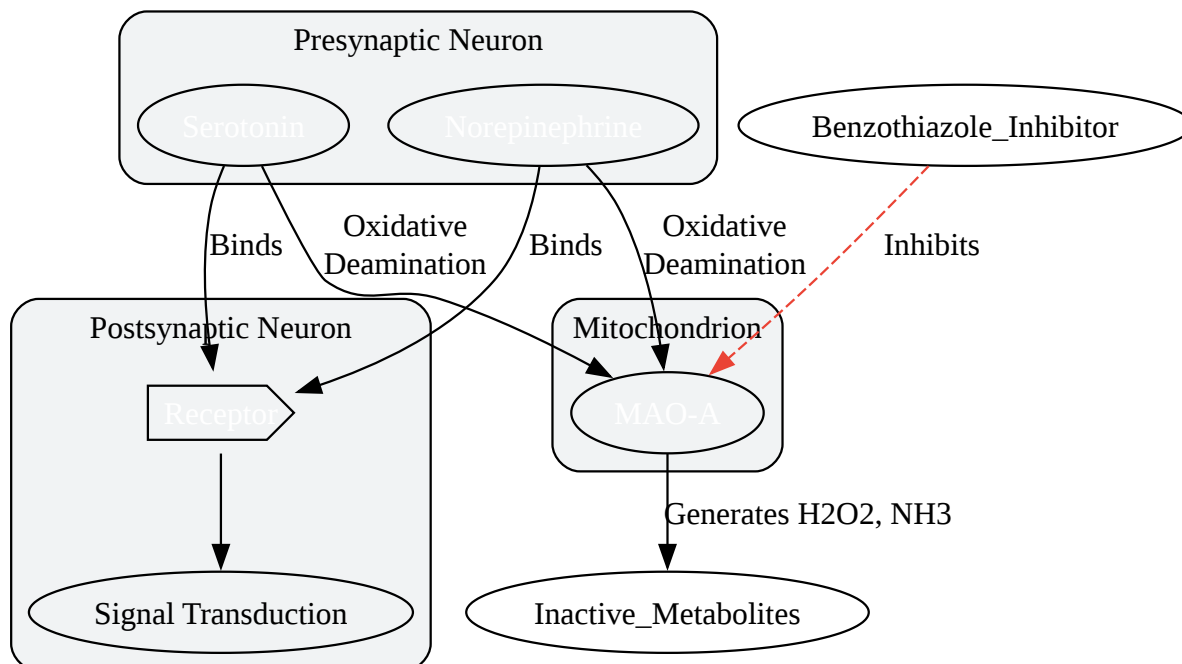 Presynaptic Neuron
Serotonin
Norepinephrine
Benzothiazole_Inhibitor
Binds
Oxidative
Deamination
Binds
Oxidative
Deamination
Inhibits
Postsynaptic Neuron
Mitochondrion
Receptor
MAO-A
Generates H2O2, NH3
Signal Transduction
Inactive_Metabolites